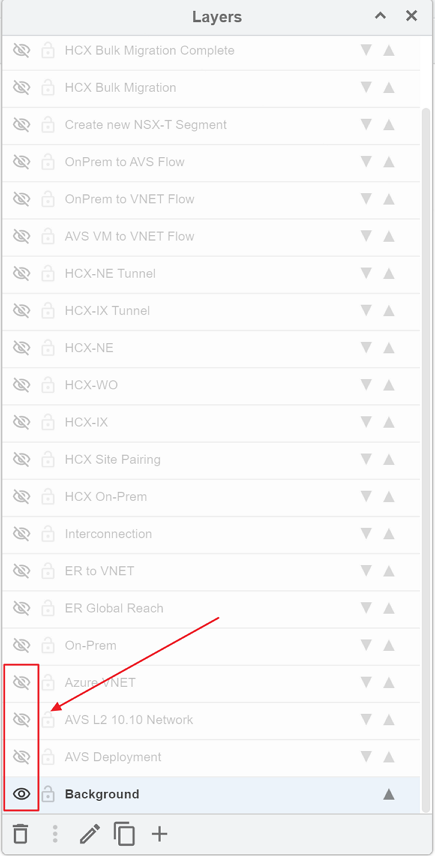 Layers
HCX Bulk Migration Complete
HCX Bulk Migration
Create new NSX-T Segment
OnPrem to AVS Flow
OnPrem to VNET Flow
AVS VM to VNET Flow
HCX-NE Tunnel
HCX-IX Tunnel
HCX-NE
HCX-WO
HCX-IX
HCX Site Pairing
HCX On-Prem
Interconnection
ER to VNET
ER Global Reach
On-Prem
Azure VNET
AVS L2 10.10 Network
AVS Deployment
Background